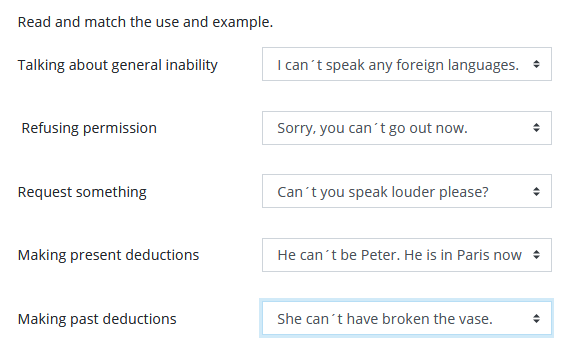 Read and match the use and example.
Talking about general inability
I can´t speak any foreign languages.
Refusing permission
Sorry, you can´t go out now.
Request something
Can´t you speak louder please?
Making present deductions
He can´t be Peter. He is in Paris now
Making past deductions
She can´t have broken the vase.